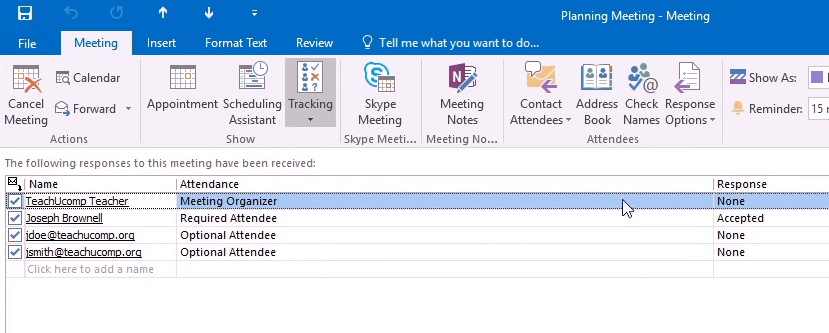 Planning Meeting - Meeting
File Meeting Insert Format Text Review Tell me what you want to do...
Cancel Meeting
Calendar
Forward
Actions
Appointment
Scheduling Assistant
Tracking
Show
Skype Meeting
Skype Meeti...
Meeting Notes
Meeting No...
Contact Attendees
Address Book
Check Names
Response Options
Attendees
Show As:
Reminder: 15
The following responses to this meeting have been received:
Name Attendance Response
TeachUcomp Teacher Meeting Organizer None
Joseph Brownell Required Attendee Accepted
jdoe@teachucomp.org Optional Attendee None
jsmith@teachucomp.org Optional Attendee None
Click here to add a name